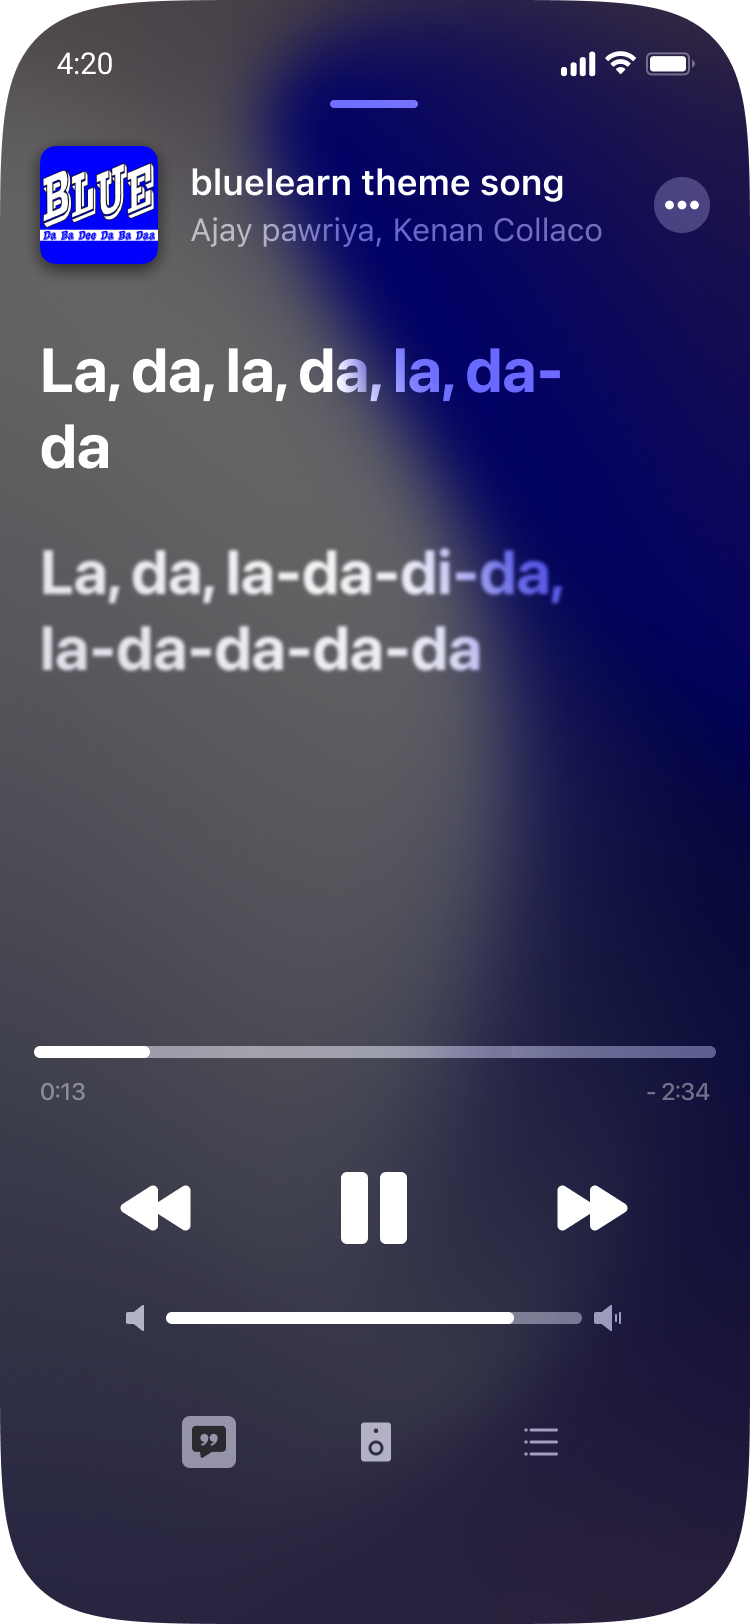 4:20
BLUE
Da Ba Dee Da Ba Daa
bluelearn theme song
Ajay pawriya, Kenan Collaco
La, da, la, da, la, da-
da
La, da, la-da-di-da,
la-da-da-da-da
0:13
- 2:34